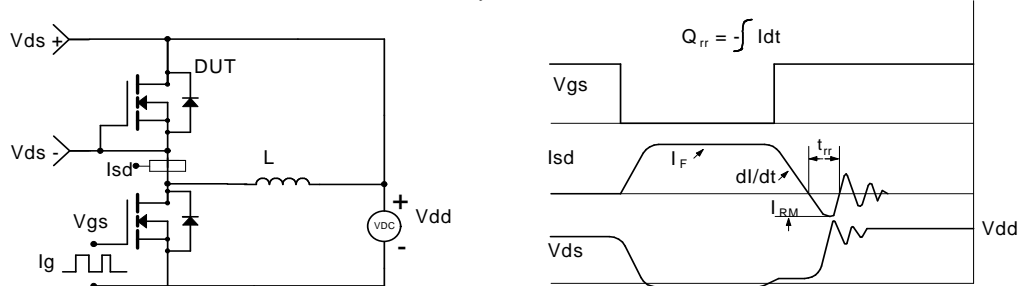 Vds +
DUT
Vds -
Isd
L
Vgs
Ig
+
VDC
-
Vdd
Q rr = - ∫ Idt
Vgs
Isd
I F
dI/dt
t rr
I RM
Vds
Vdd